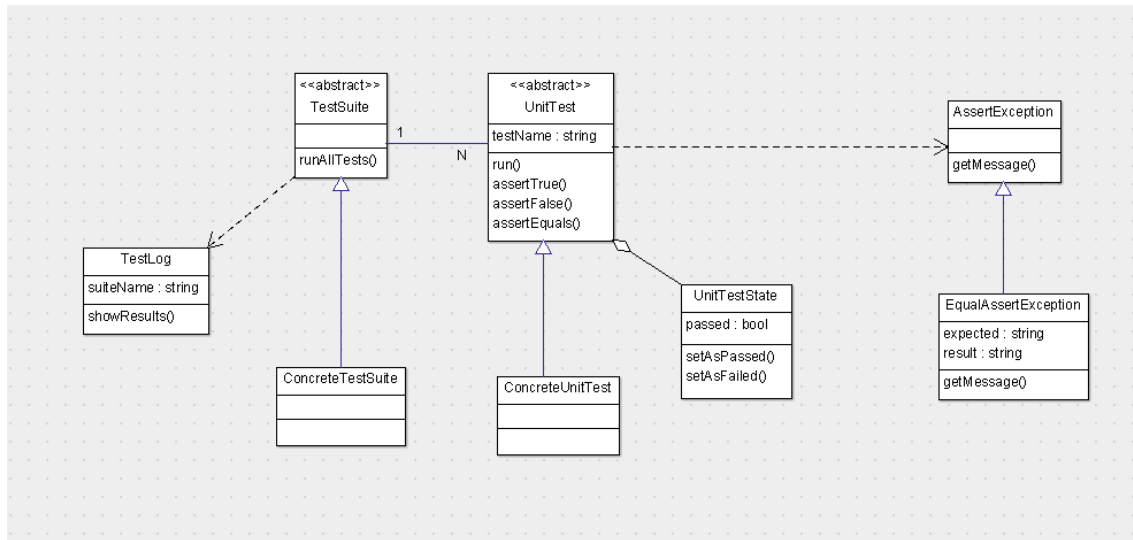 <<abstract>>
TestSuite
runAllTests()
1
N
<<abstract>>
UnitTest
testName : string
run()
assertTrue()
assertFalse()
assertEquals()
AssertException
getMessage()
TestLog
suiteName : string
showResults()
UnitTestState
passed : bool
setAsPassed()
setAsFailed()
EqualAssertException
expected : string
result : string
getMessage()
ConcreteTestSuite
ConcreteUnitTest